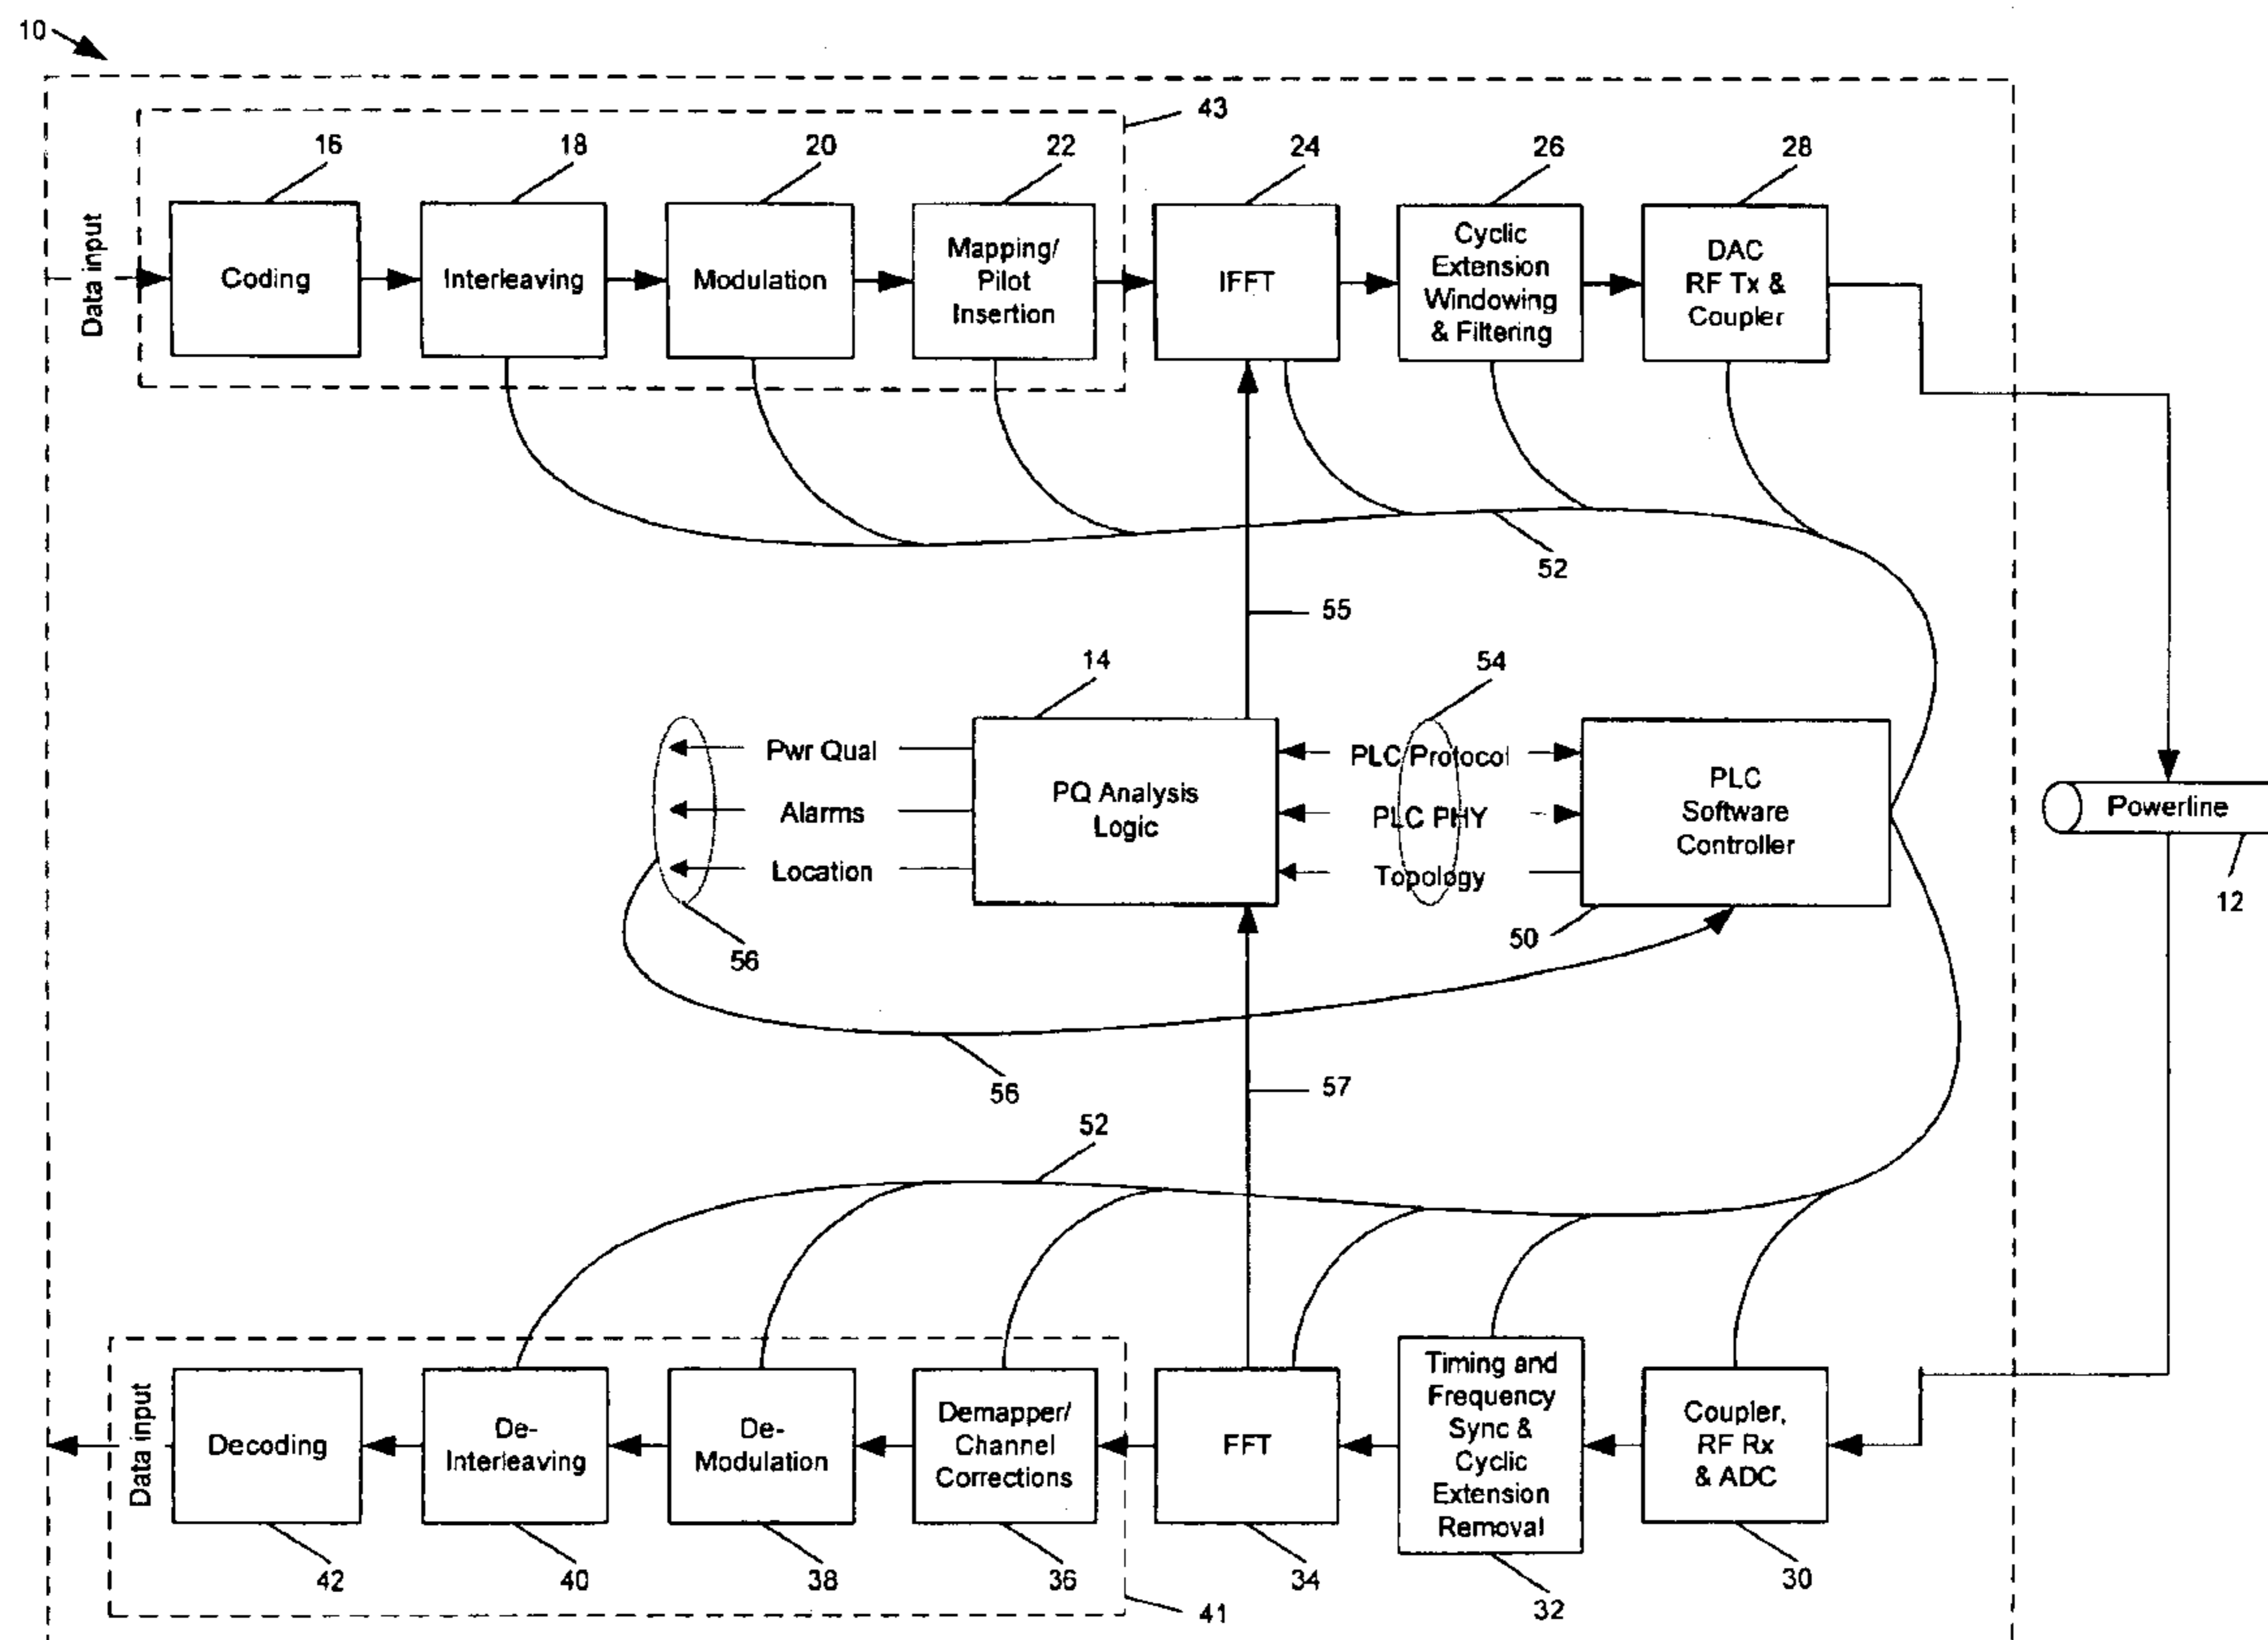 10
43
16
18
20
22
24
26
28
Data input
Coding
Interleaving
Modulation
Mapping/
Pilot
Insertion
IFFT
Cyclic
Extension
Windowing
& Filtering
DAC
RF Tx &
Coupler
52
55
14
54
Pwr Qual
Alarms
Location
PQ Analysis
Logic
PLC Protocol
PLC PHY
Topology
PLC
Software
Controller
Powerline
12
56
50
56
57
52
Data input
Decoding
De-
Interleaving
De-
Modulation
Demapper/
Channel
Corrections
FFT
Timing and
Frequency
Sync &
Cyclic
Extension
Removal
Coupler,
RF Rx
& ADC
42
40
38
36
34
32
30
41